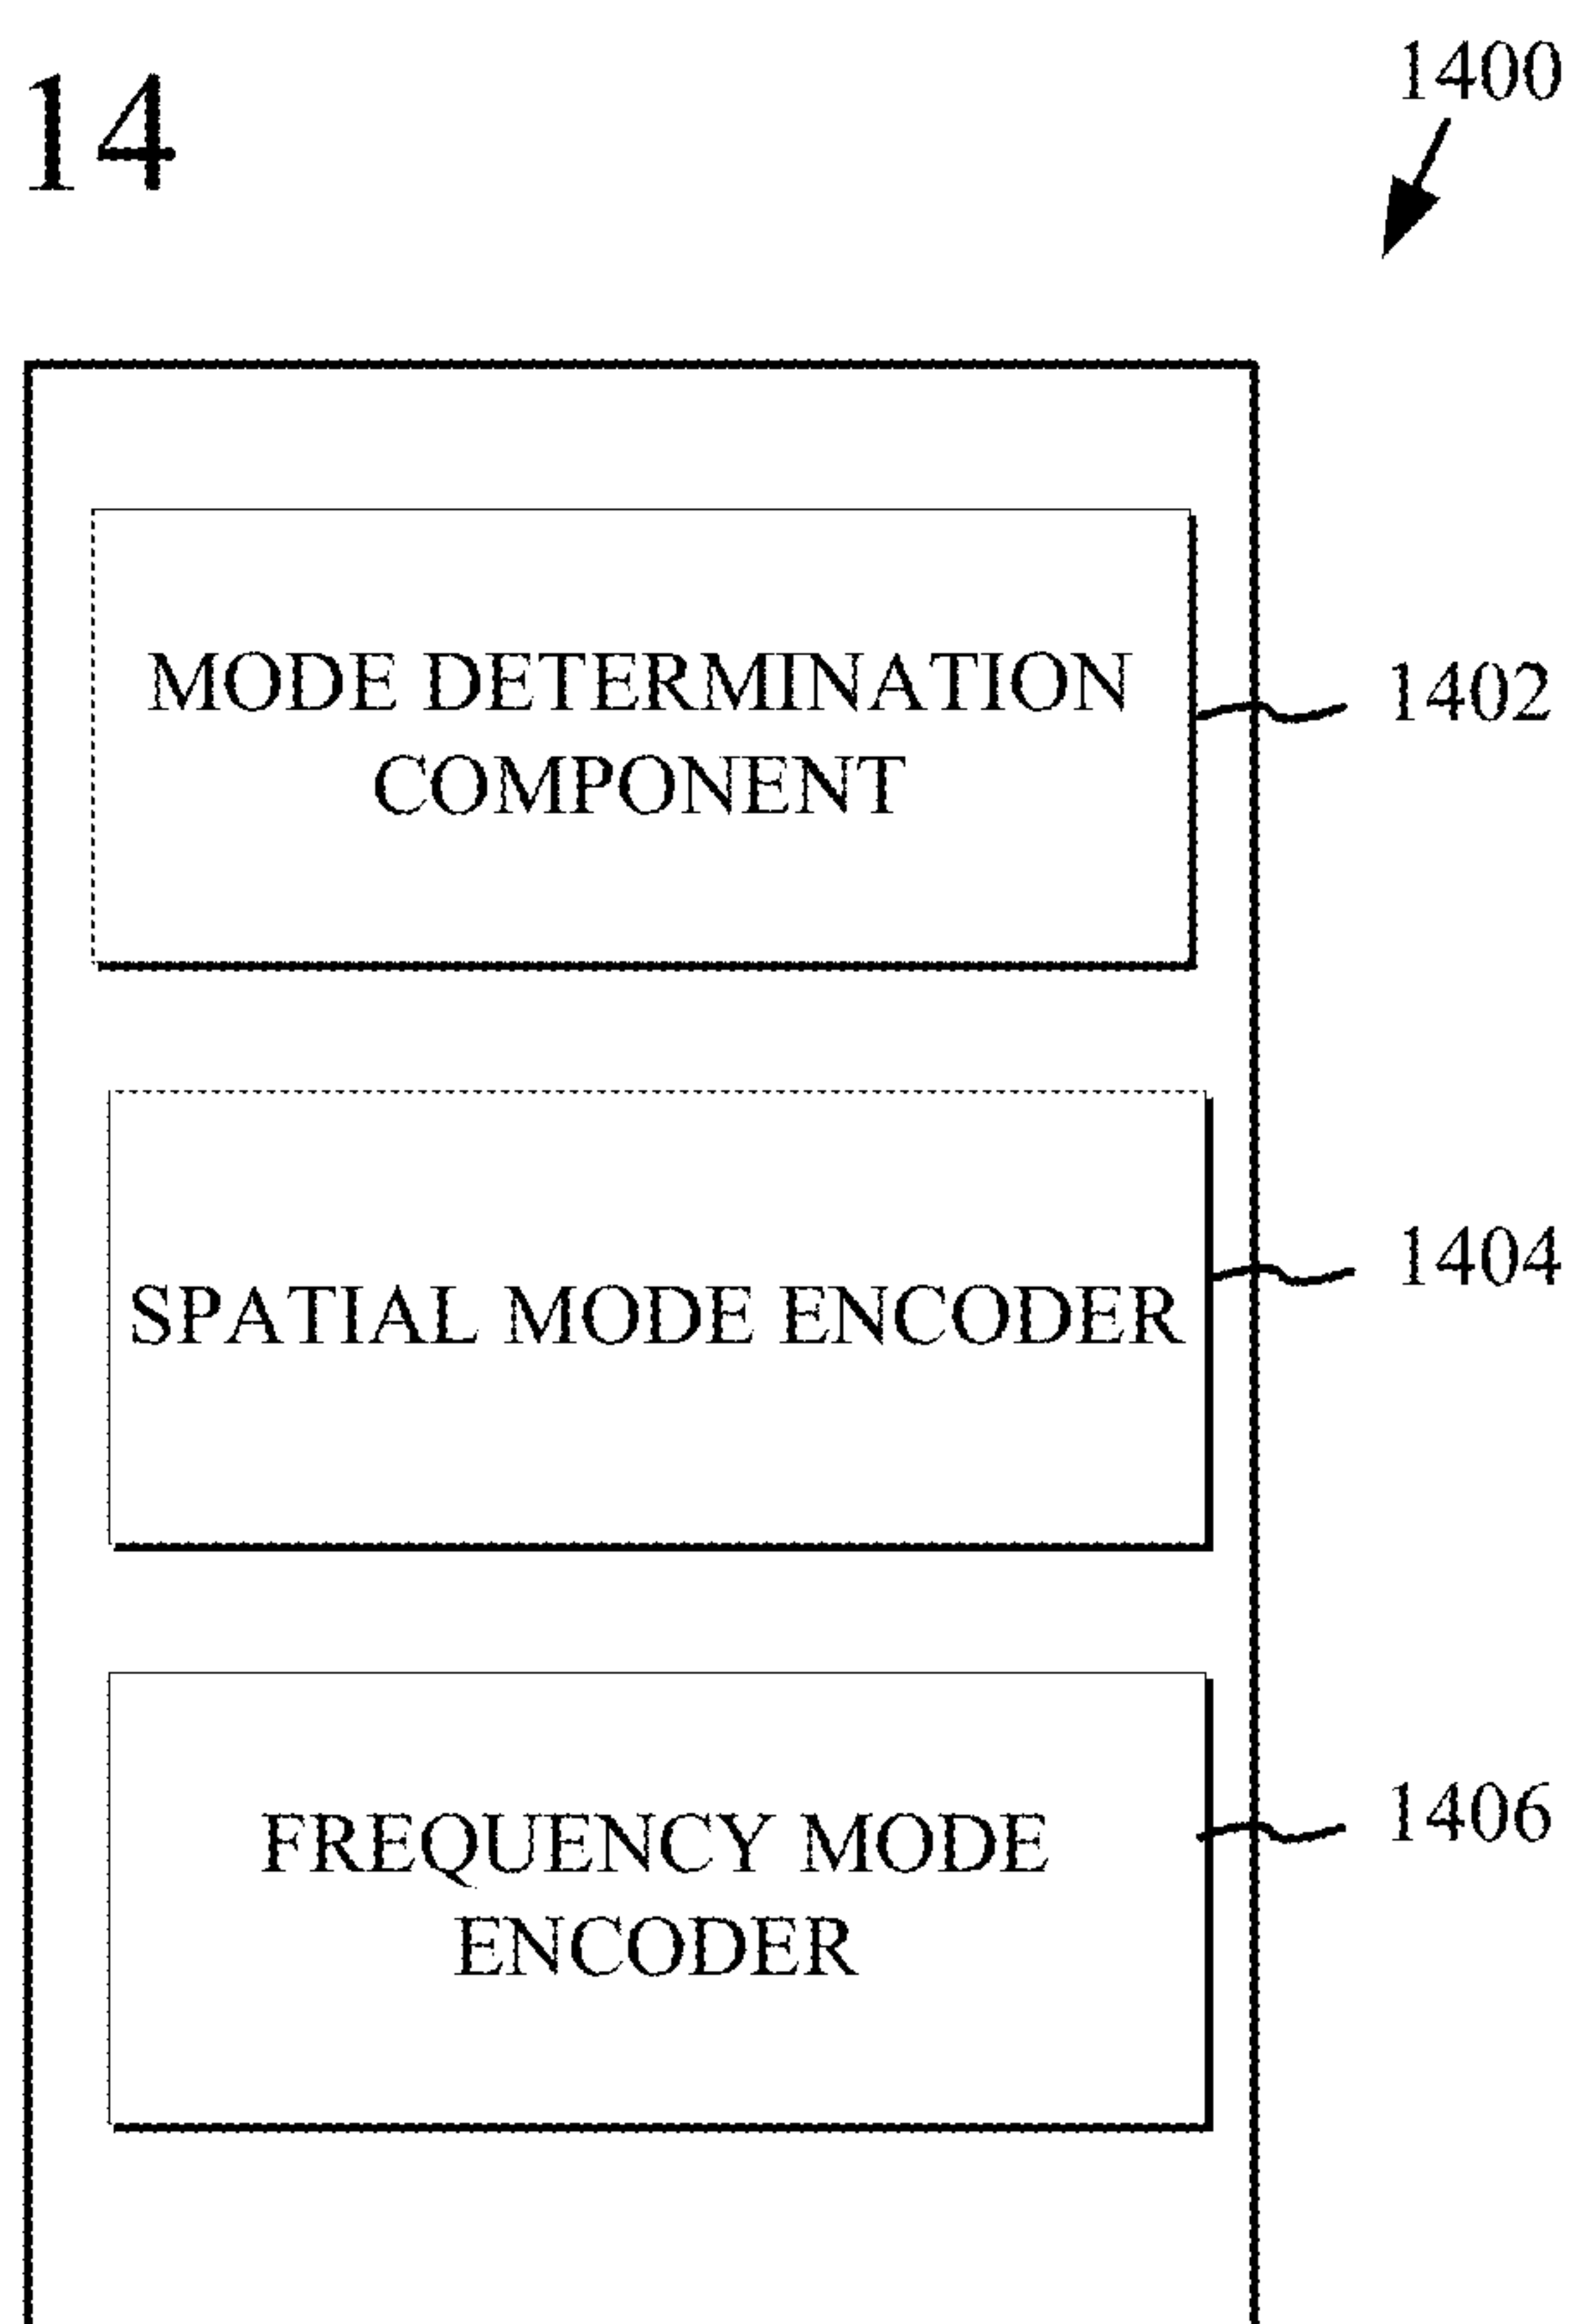 14
1400
MODE DETERMINATION
COMPONENT
1402
SPATIAL MODE ENCODER
1404
FREQUENCY MODE
ENCODER
1406